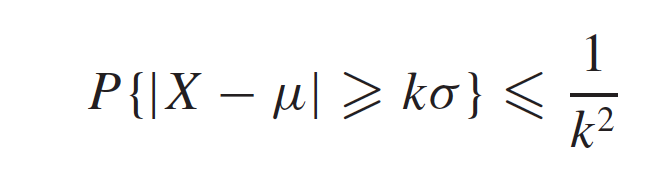 P{|X − μ| ⩾ kσ} ⩽ 1/k²